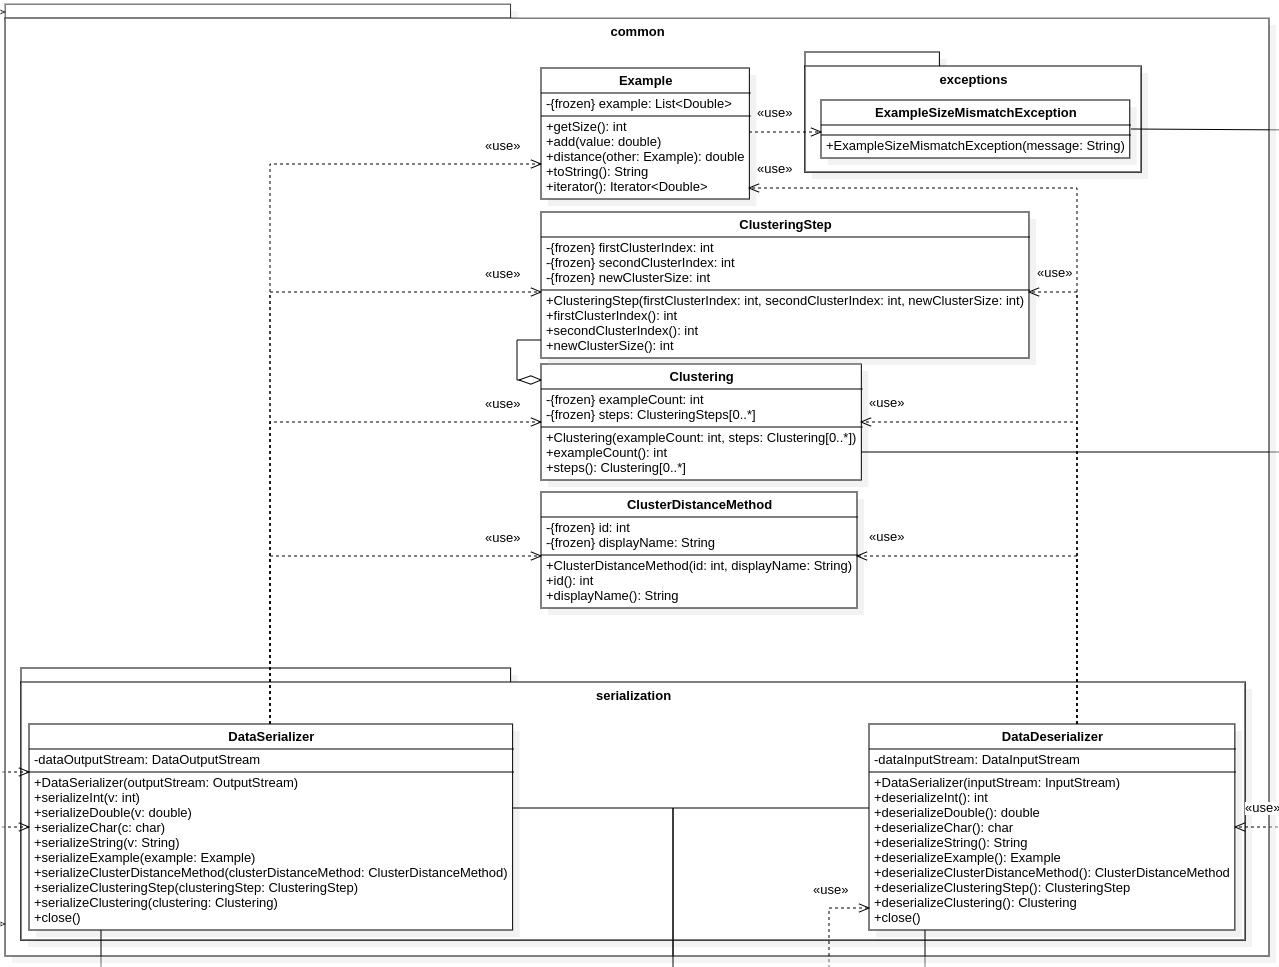 common
Example
-{frozen} example: List<Double>
+getSize(): int
+add(value: double)
+distance(other: Example): double
+toString(): String
+iterator(): Iterator<Double>
«use»
exceptions
ExampleSizeMismatchException
+ExampleSizeMismatchException(message: String)
«use»
«use»
ClusteringStep
-{frozen} firstClusterIndex: int
-{frozen} secondClusterIndex: int
-{frozen} newClusterSize: int
+ClusteringStep(firstClusterIndex: int, secondClusterIndex: int, newClusterSize: int)
+firstClusterIndex(): int
+secondClusterIndex(): int
+newClusterSize(): int
«use»
«use»
Clustering
-{frozen} exampleCount: int
-{frozen} steps: ClusteringSteps[0..*]
+Clustering(exampleCount: int, steps: Clustering[0..*])
+exampleCount(): int
+steps(): Clustering[0..*]
«use»
«use»
ClusterDistanceMethod
-{frozen} id: int
-{frozen} displayName: String
+ClusterDistanceMethod(id: int, displayName: String)
+id(): int
+displayName(): String
«use»
«use»
serialization
DataSerializer
-dataOutputStream: DataOutputStream
+DataSerializer(outputStream: OutputStream)
+serializeInt(v: int)
+serializeDouble(v: double)
+serializeChar(c: char)
+serializeString(v: String)
+serializeExample(example: Example)
+serializeClusterDistanceMethod(clusterDistanceMethod: ClusterDistanceMethod)
+serializeClusteringStep(clusteringStep: ClusteringStep)
+serializeClustering(clustering: Clustering)
+close()
DataDeserializer
-dataInputStream: DataInputStream
+DataSerializer(inputStream: InputStream)
+deserializeInt(): int
+deserializeDouble(): double
+deserializeChar(): char
+deserializeString(): String
+deserializeExample(): Example
+deserializeClusterDistanceMethod(): ClusterDistanceMethod
+deserializeClusteringStep(): ClusteringStep
+deserializeClustering(): Clustering
+close()
«use»
«use»